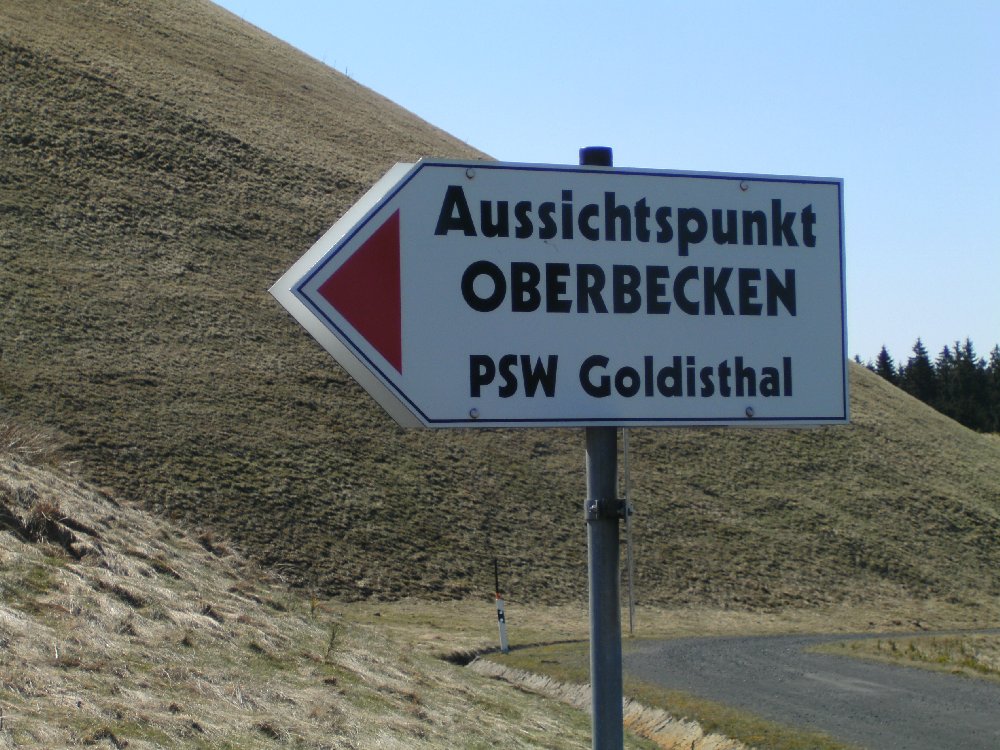 Aussichtspunkt
OBERBECKEN
PSW Goldisthal